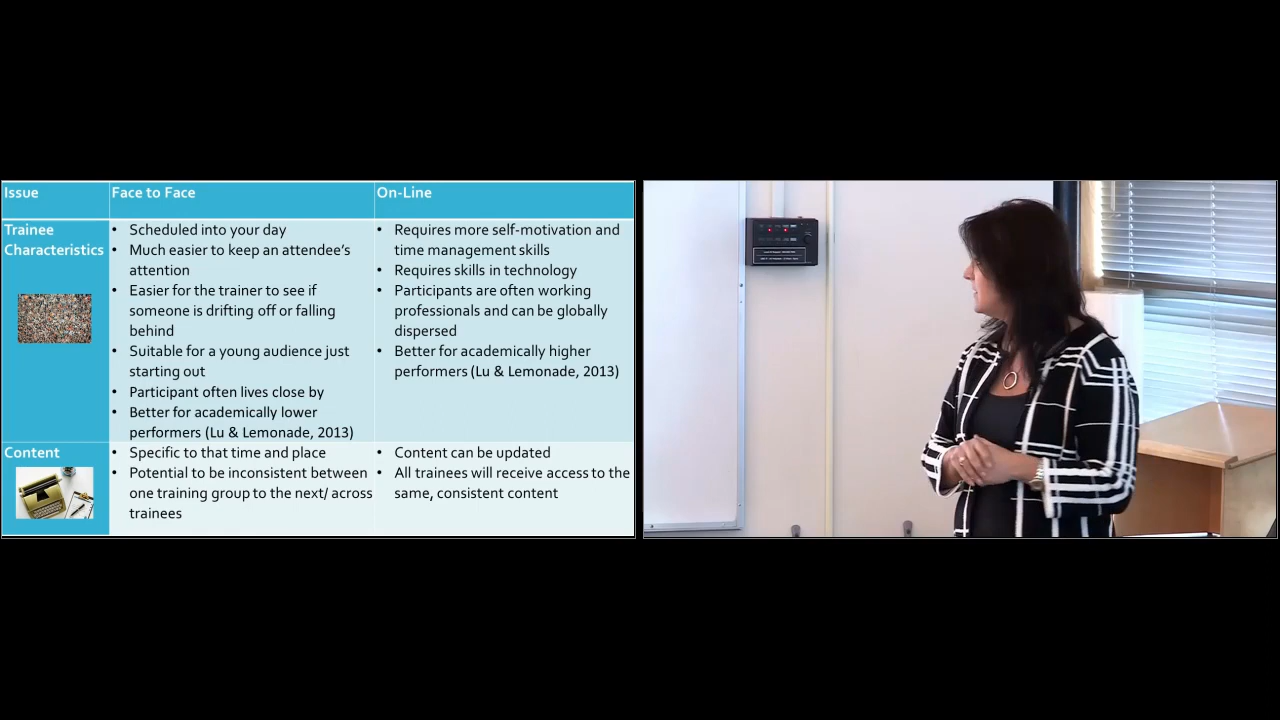 Issue
Face to Face
On-Line
Trainee
Characteristics
• Scheduled into your day
• Much easier to keep an attendee's
attention
• Easier for the trainer to see if
someone is drifting off or falling
behind
• Suitable for a young audience just
starting out
• Participant often lives close by
• Better for academically lower
performers (Lu & Lemonade, 2013)
• Requires more self-motivation and
time management skills
• Requires skills in technology
• Participants are often working
professionals and can be globally
dispersed
• Better for academically higher
performers (Lu & Lemonade, 2013)
Content
• Specific to that time and place
• Potential to be inconsistent between
one training group to the next/ across
trainees
• Content can be updated
• All trainees will receive access to the
same, consistent content